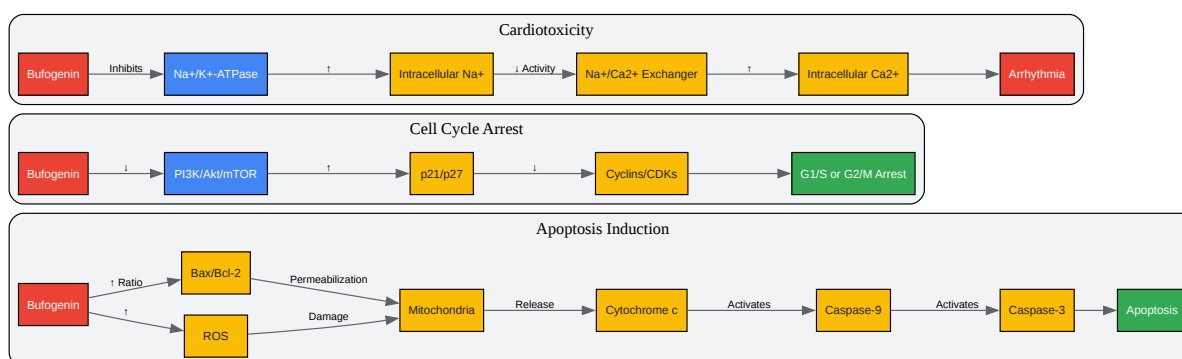 Cardiotoxicity
Bufogenin
Inhibits
Na+/K+-ATPase
↑
Intracellular Na+
↓ Activity
Na+/Ca2+ Exchanger
↑
Intracellular Ca2+
Arrhythmia
Cell Cycle Arrest
Bufogenin
↓
PI3K/Akt/mTOR
↑
p21/p27
↓
Cyclins/CDKs
G1/S or G2/M Arrest
Apoptosis Induction
Bufogenin
↑ Ratio
Bax/Bcl-2
Permeabilization
↑
ROS
Damage
Mitochondria
Release
Cytochrome c
Activates
Caspase-9
Activates
Caspase-3
Apoptosis